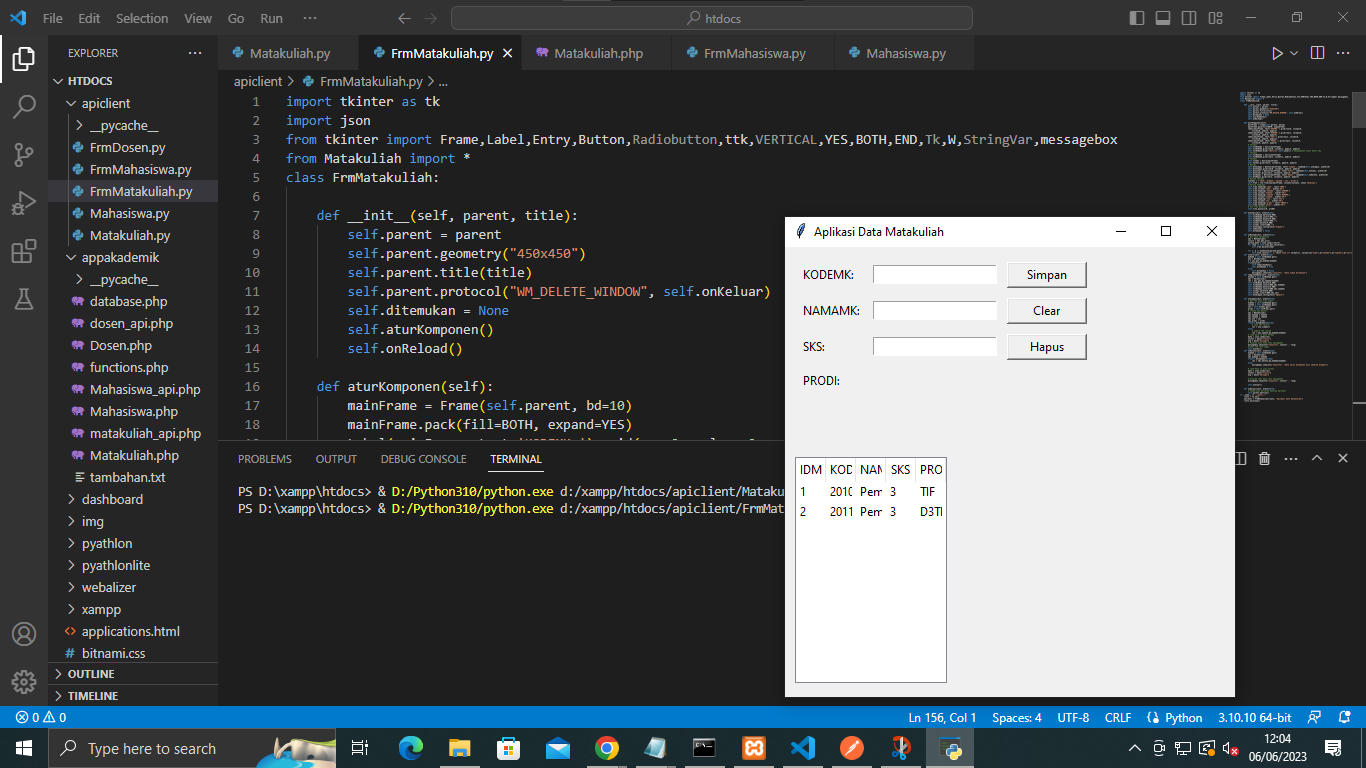 File Edit Selection View Go Run ···
htdocs
EXPLORER ···
HTDOCS
apiclient
__pycache__
FrmDosen.py
FrmMahasiswa.py
FrmMatakuliah.py
Mahasiswa.py
Matakuliah.py
appakademik
__pycache__
database.php
dosen_api.php
Dosen.php
functions.php
Mahasiswa_api.php
Mahasiswa.php
matakuliah_api.php
Matakuliah.php
tambahan.txt
dashboard
img
pyathlon
pyathlonlite
webalizer
xampp
applications.html
bitnami.css
OUTLINE
TIMELINE
Matakuliah.py FrmMatakuliah.py Matakuliah.php FrmMahasiswa.py Mahasiswa.py
apiclient > FrmMatakuliah.py > ...
1 import tkinter as tk
2 import json
3 from tkinter import Frame,Label,Entry,Button,Radiobutton,ttk,VERTICAL,YES,BOTH,END,Tk,W,StringVar,messagebox
4 from Matakuliah import *
5 class FrmMatakuliah:
6
7 def __init__(self, parent, title):
8 self.parent = parent
9 self.parent.geometry("450x450")
10 self.parent.title(title)
11 self.parent.protocol("WM_DELETE_WINDOW", self.onKeluar)
12 self.ditemukan = None
13 self.aturKomponen()
14 self.onReload()
15
16 def aturKomponen(self):
17 mainFrame = Frame(self.parent, bd=10)
18 mainFrame.pack(fill=BOTH, expand=YES)
PROBLEMS OUTPUT DEBUG CONSOLE TERMINAL
PS D:\xampp\htdocs> & D:/Python310/python.exe d:/xampp/htdocs/apiclient/Mataku
PS D:\xampp\htdocs> & D:/Python310/python.exe d:/xampp/htdocs/apiclient/FrmMat
Aplikasi Data Matakuliah
KODEMK: Simpan
NAMAMK: Clear
SKS: Hapus
PRODI:
IDM KOD NAM SKS PRO
1 2010 Pem 3 TIF
2 2011 Pem 3 D3TI
0 0
Ln 156, Col 1 Spaces: 4 UTF-8 CRLF Python 3.10.10 64-bit
Type here to search
12:04
06/06/2023